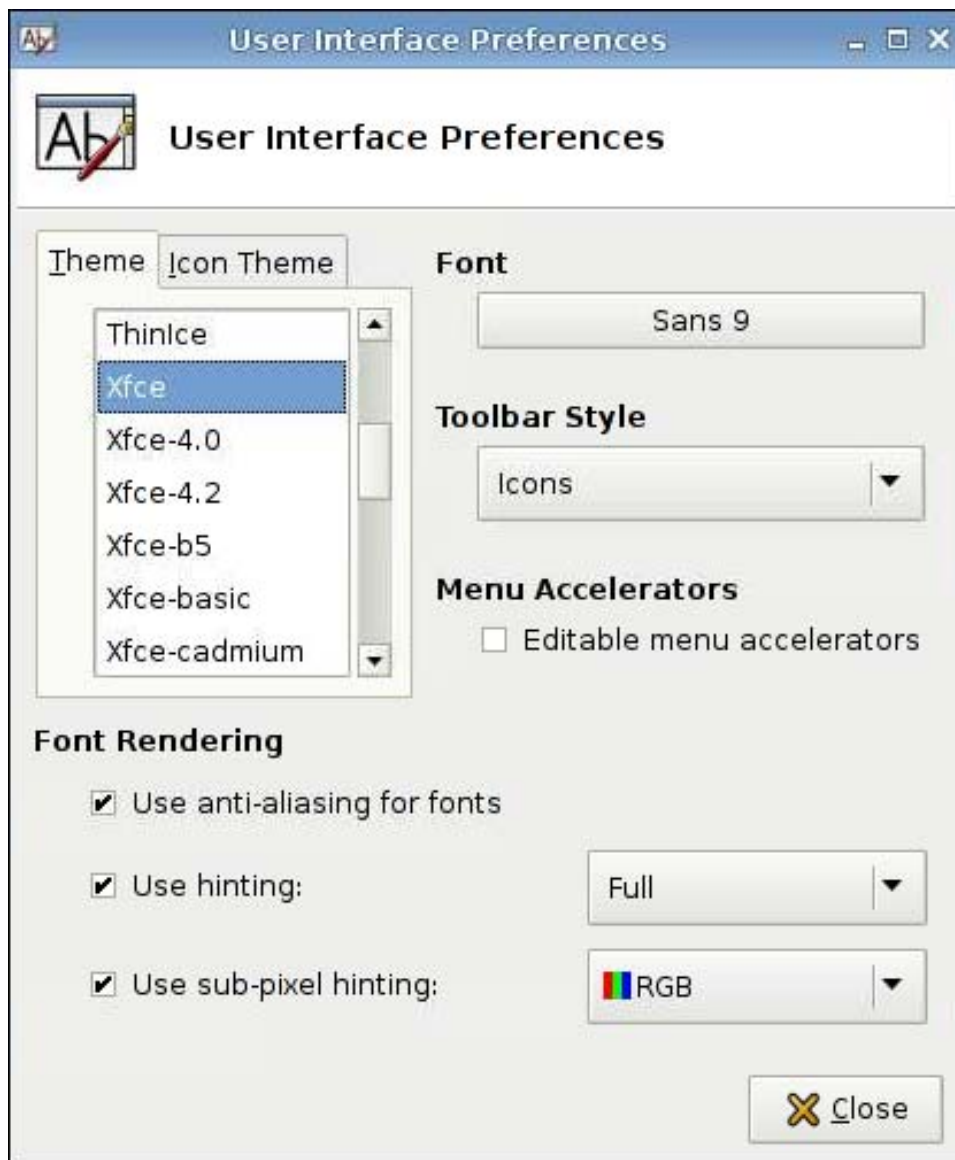 User Interface Preferences
User Interface Preferences
Theme
Icon Theme
ThinIce
Xfce
Xfce-4.0
Xfce-4.2
Xfce-b5
Xfce-basic
Xfce-cadmium
Font
Sans 9
Toolbar Style
Icons
Menu Accelerators
Editable menu accelerators
Font Rendering
Use anti-aliasing for fonts
Use hinting:
Full
Use sub-pixel hinting:
RGB
Close